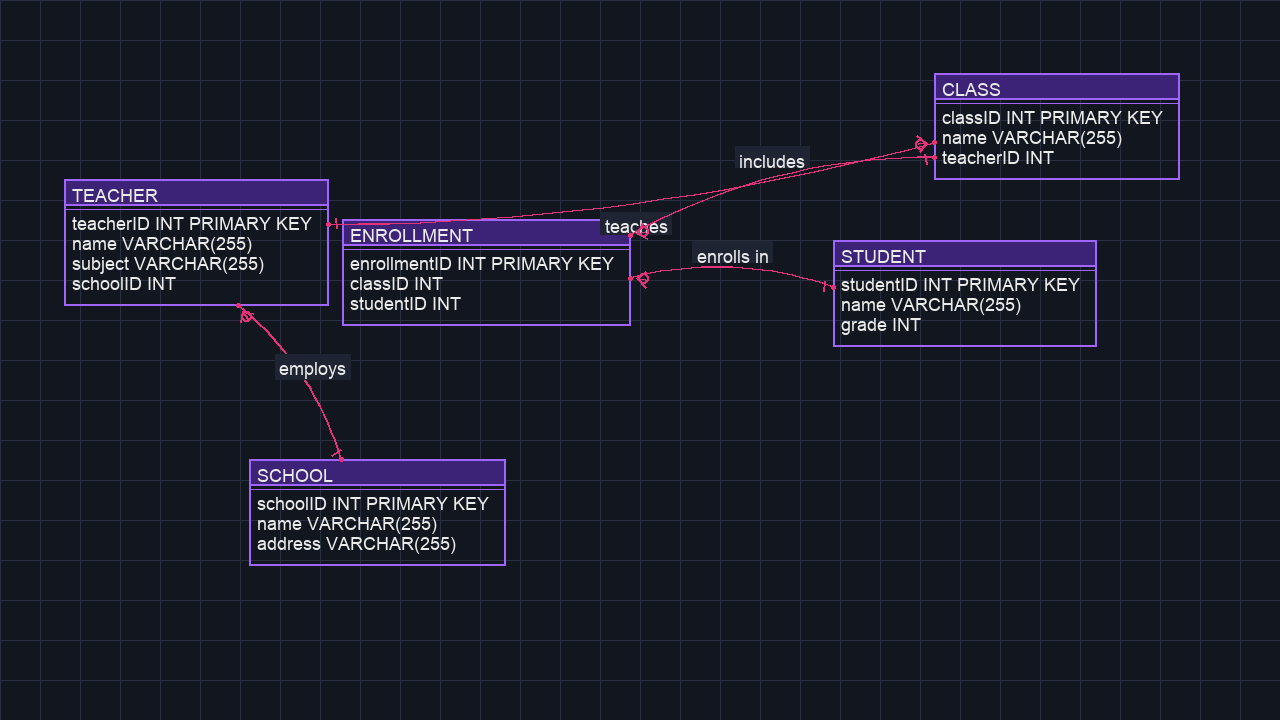 CLASS
classID INT PRIMARY KEY
name VARCHAR(255)
teacherID INT
includes
TEACHER
teacherID INT PRIMARY KEY
name VARCHAR(255)
subject VARCHAR(255)
schoolID INT
teaches
ENROLLMENT
enrollmentID INT PRIMARY KEY
classID INT
studentID INT
enrolls in
STUDENT
studentID INT PRIMARY KEY
name VARCHAR(255)
grade INT
employs
SCHOOL
schoolID INT PRIMARY KEY
name VARCHAR(255)
address VARCHAR(255)